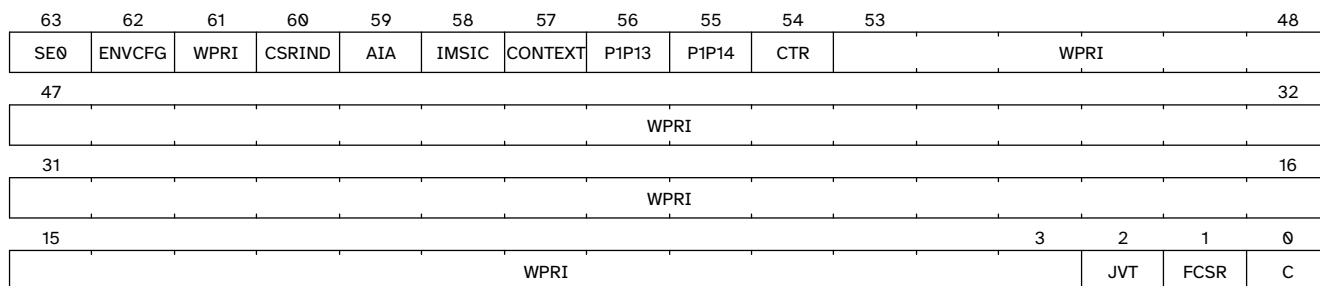 63 62 61 60 59 58 57 56 55 54 53 48
SE0 ENVCFG WPRI CSRIND AIA IMSIC CONTEXT P1P13 P1P14 CTR WPRI
47 32
WPRI
31 16
WPRI
15 3 2 1 0
WPRI JVT FCSR C